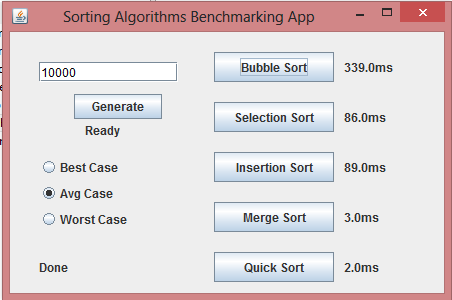 Sorting Algorithms Benchmarking App
10000
Generate
Ready
Best Case
Avg Case
Worst Case
Done
Bubble Sort 339.0ms
Selection Sort 86.0ms
Insertion Sort 89.0ms
Merge Sort 3.0ms
Quick Sort 2.0ms